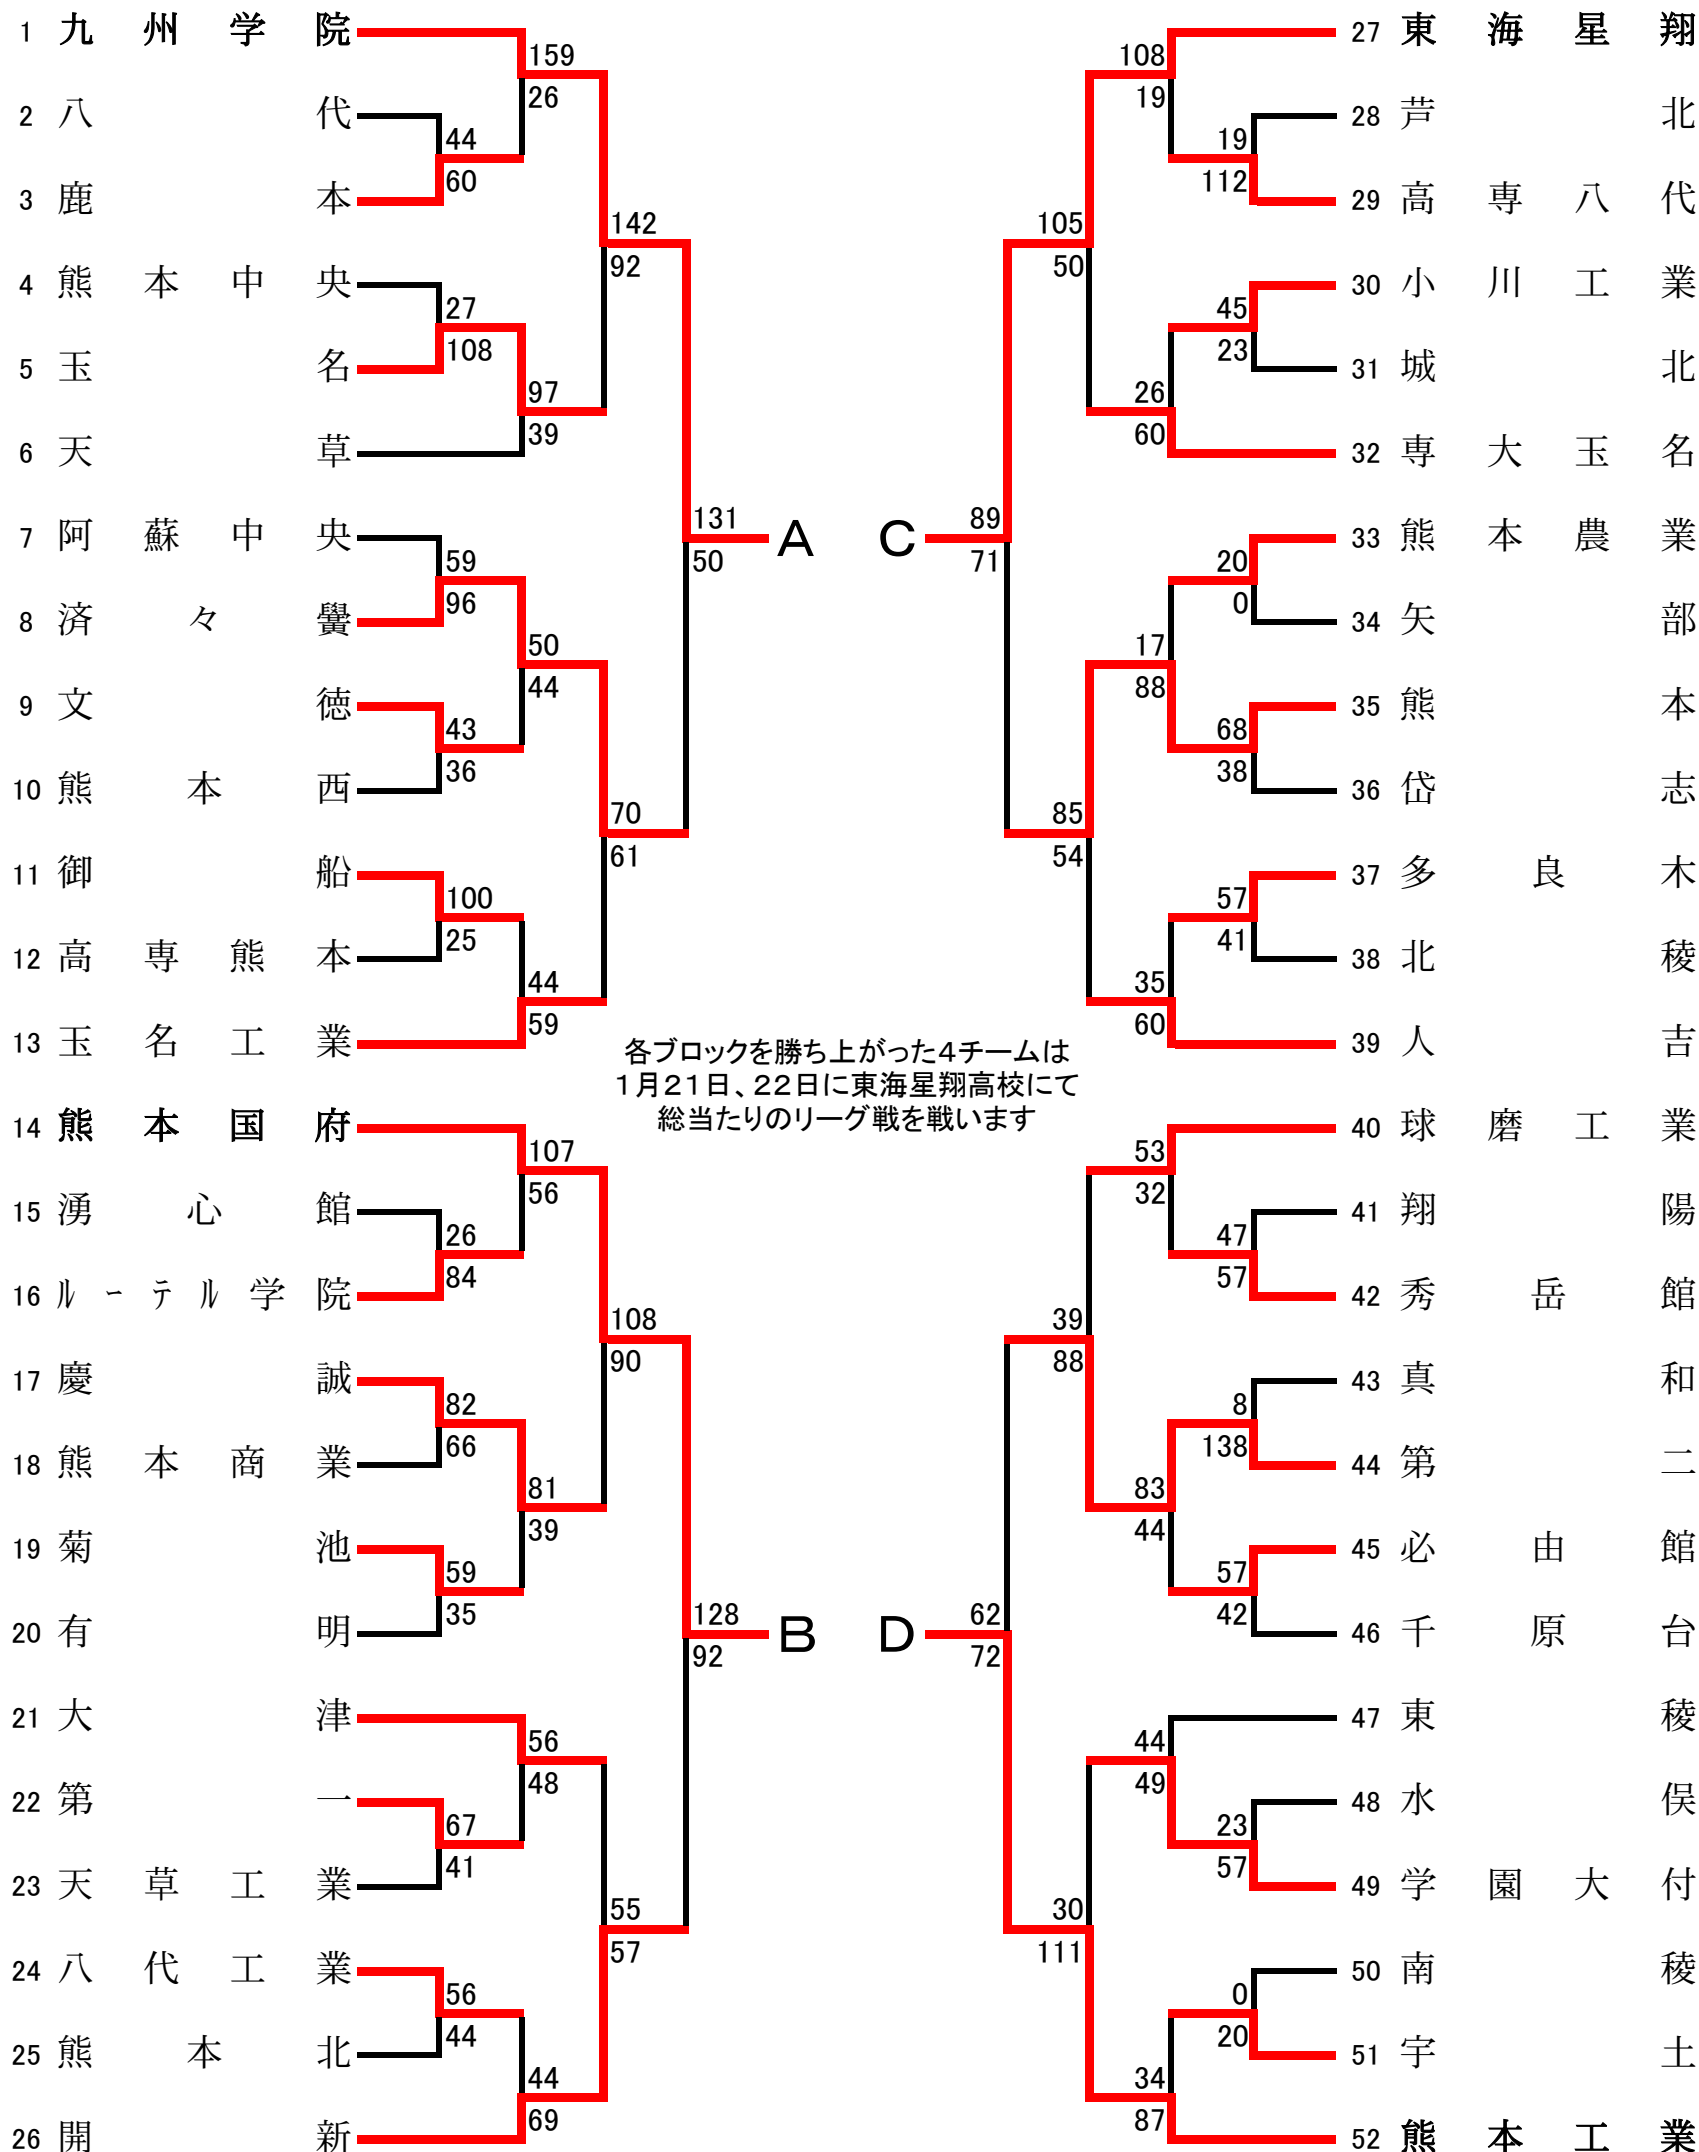 1 九州学院
159
26
2 八代
44
60
3 鹿本
142
92
4 熊本中央
27
108
5 玉名
97
39
6 天草
131
50
A
7 阿蘇中央
59
96
8 済々黌
50
44
9 文徳
43
36
10 熊本西
70
61
11 御船
100
25
12 高専熊本
44
59
13 玉名工業
14 熊本国府
107
56
15 湧心館
26
84
16 ルーテル学院
108
90
17 慶誠
82
66
18 熊本商業
81
39
19 菊池
59
35
20 有明
128
92
B
21 大津
56
48
22 第一
67
41
23 天草工業
55
57
24 八代工業
56
44
25 熊本北
44
69
26 開新
各ブロックを勝ち上がった4チームは
1月21日、22日に東海星翔高校にて
総当たりのリーグ戦を戦います
27 東海星翔
108
19
28 芦北
19
112
29 高専八代
105
50
30 小川工業
45
23
31 城北
26
60
32 専大玉名
C
89
71
33 熊本農業
20
0
34 矢部
17
88
35 熊本
68
38
36 岱志
85
54
37 多良木
57
41
38 北稜
35
60
39 人吉
40 球磨工業
53
32
41 翔陽
47
57
42 秀岳館
39
88
43 真和
8
138
44 第二
83
44
45 必由館
57
42
46 千原台
D
62
72
47 東稜
44
49
48 水俣
23
57
49 学園大付
30
111
50 南稜
0
20
51 宇土
34
87
52 熊本工業